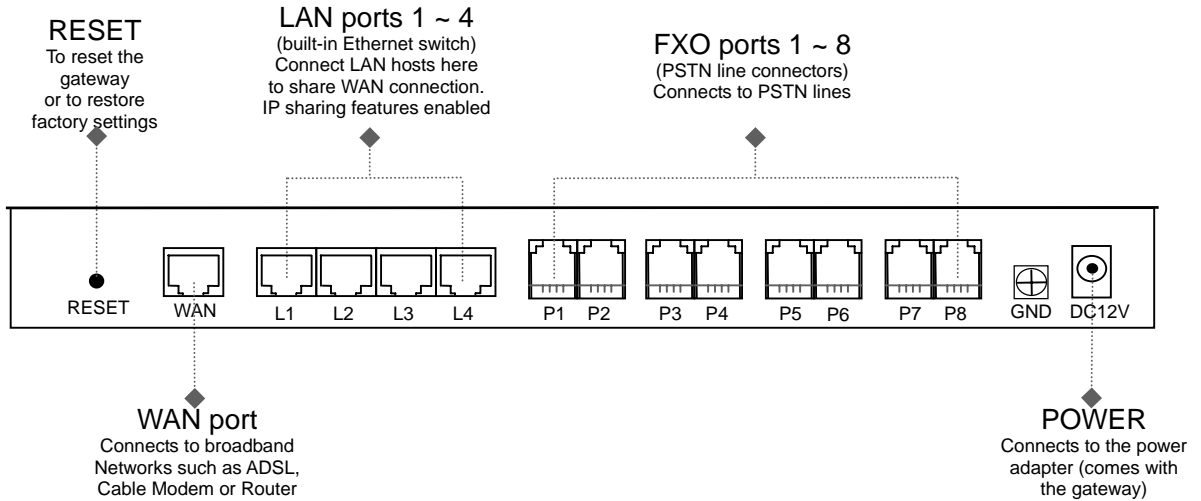 RESET
To reset the
gateway
or to restore
factory settings
LAN ports 1 ~ 4
(built-in Ethernet switch)
Connect LAN hosts here
to share WAN connection.
IP sharing features enabled
FXO ports 1 ~ 8
(PSTN line connectors)
Connects to PSTN lines
RESET
WAN
L1
L2
L3
L4
P1
P2
P3
P4
P5
P6
P7
P8
GND
DC12V
WAN port
Connects to broadband
Networks such as ADSL,
Cable Modem or Router
POWER
Connects to the power
adapter (comes with
the gateway)